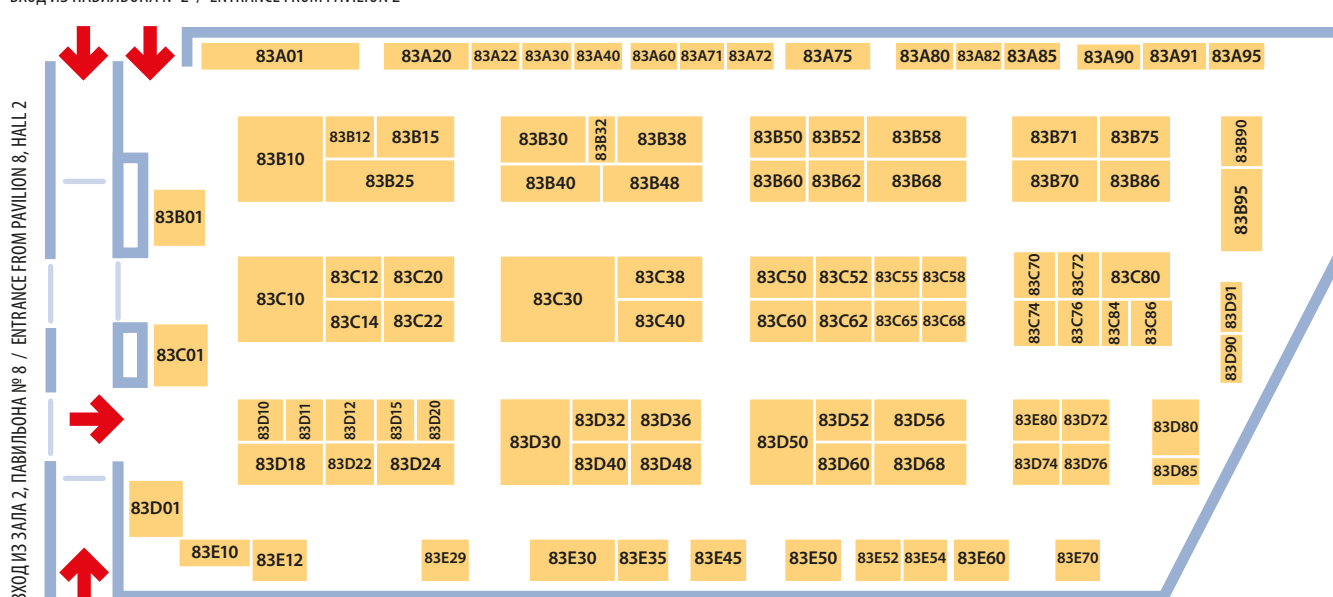 ВХОД ИЗ ПАВИЛЬОНА № 2 / ENTRANCE FROM PAVILION 2
ВХОД ИЗ ЗАЛА 2, ПАВИЛЬОНА № 8 / ENTRANCE FROM PAVILION 8, HALL 2
83A01 83A20 83A22 83A30 83A40 83A60 83A71 83A72 83A75 83A80 83A82 83A85 83A90 83A91 83A95
83B10 83B12 83B15 83B30 83B32 83B38 83B50 83B52 83B58 83B71 83B75 83B90
83B25 83B40 83B48 83B60 83B62 83B68 83B70 83B86 83B95
83B01
83C10 83C12 83C20 83C30 83C38 83C50 83C52 83C55 83C58 83C70 83C72 83C80
83C14 83C22 83C40 83C60 83C62 83C65 83C68 83C74 83C76 83C84 83C86 83D91
83C01 83D90
83D10 83D11 83D12 83D15 83D20 83D30 83D32 83D36 83D50 83D52 83D56 83E80 83D72 83D80
83D18 83D22 83D24 83D40 83D48 83D60 83D68 83D74 83D76 83D85
83D01
83E10 83E12 83E29 83E30 83E35 83E45 83E50 83E52 83E54 83E60 83E70